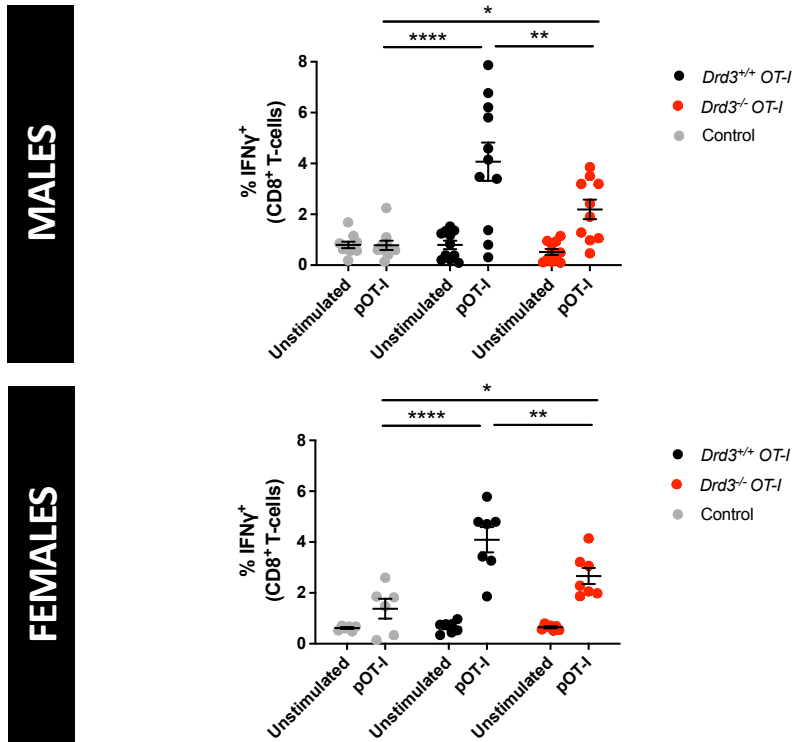 MALES
*
****
**
% IFNγ⁺
(CD8⁺ T-cells)
8
6
4
2
0
Unstimulated
pOT-I
Unstimulated
pOT-I
Unstimulated
pOT-I
Drd3⁺/⁺ OT-I
Drd3⁻/⁻ OT-I
Control
FEMALES
*
****
**
% IFNγ⁺
(CD8⁺ T-cells)
8
6
4
2
0
Unstimulated
pOT-I
Unstimulated
pOT-I
Unstimulated
pOT-I
Drd3⁺/⁺ OT-I
Drd3⁻/⁻ OT-I
Control